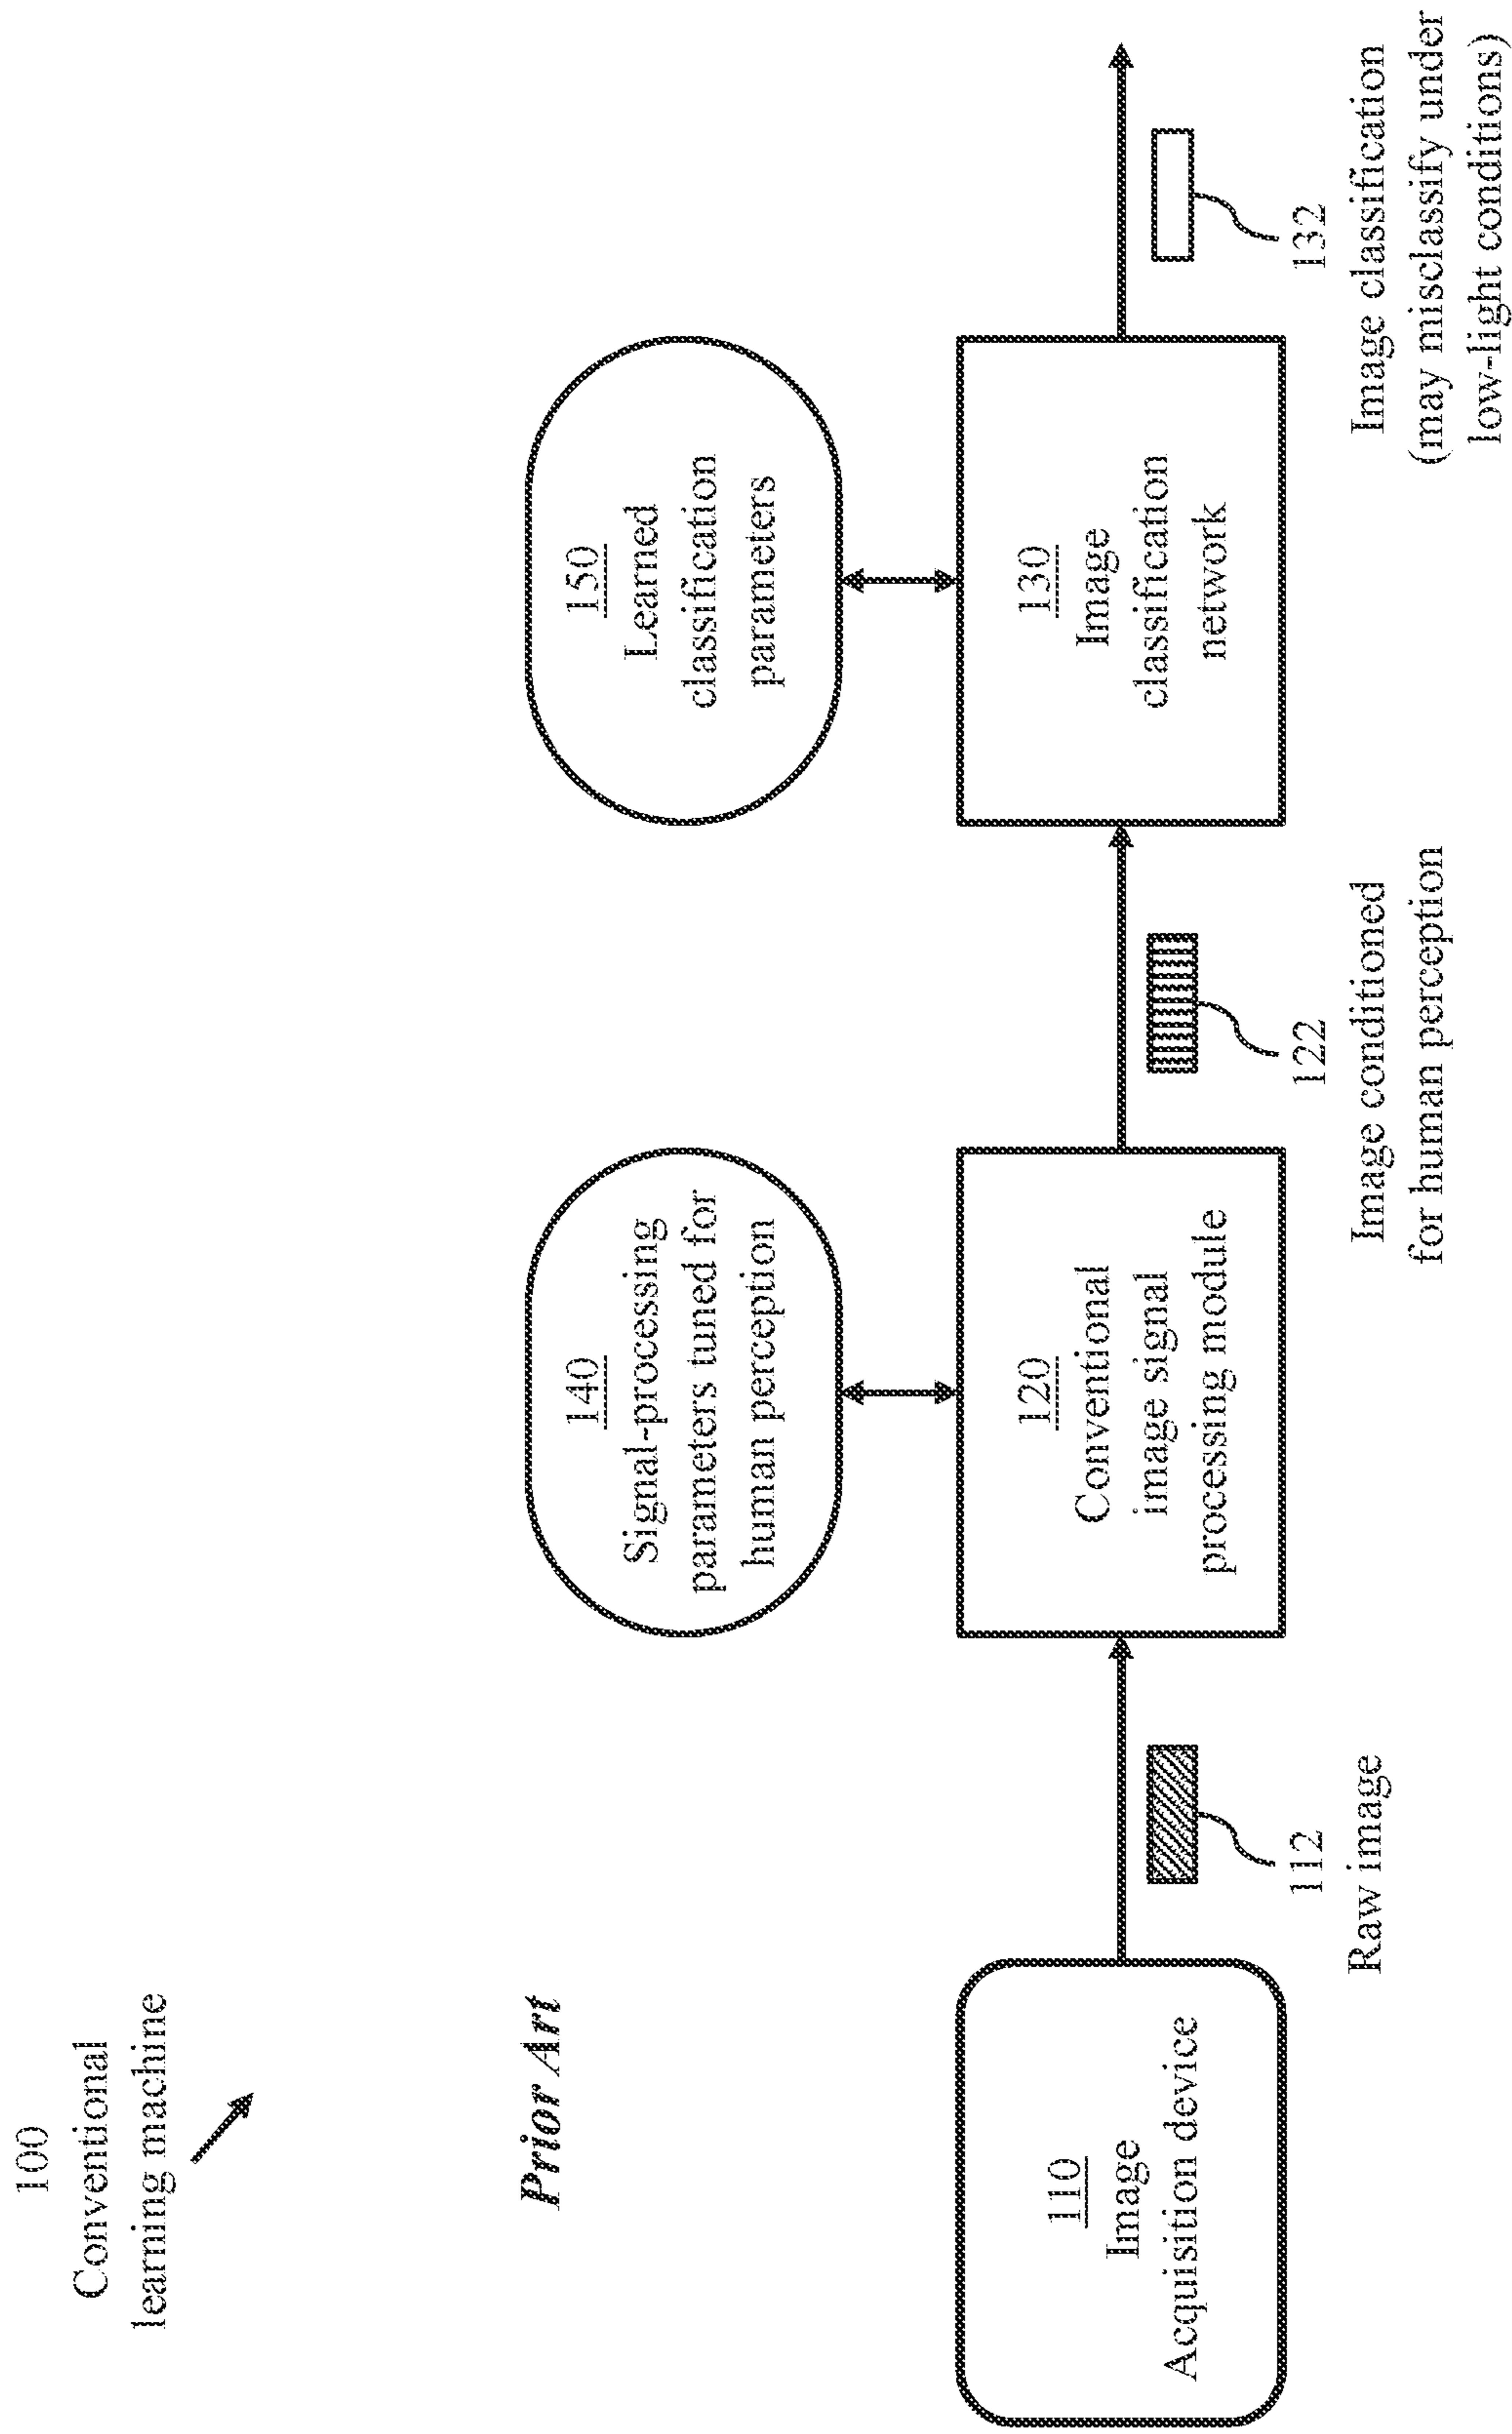 100
Conventional
learning machine
Prior Art
110
Image
Acquisition device
112
Raw image
140
Signal-processing
parameters tuned for
human perception
120
Conventional
image signal
processing module
122
Image conditioned
for human perception
150
Learned
classification
parameters
130
Image
classification
network
132
Image classification
(may misclassify under
low-light conditions)